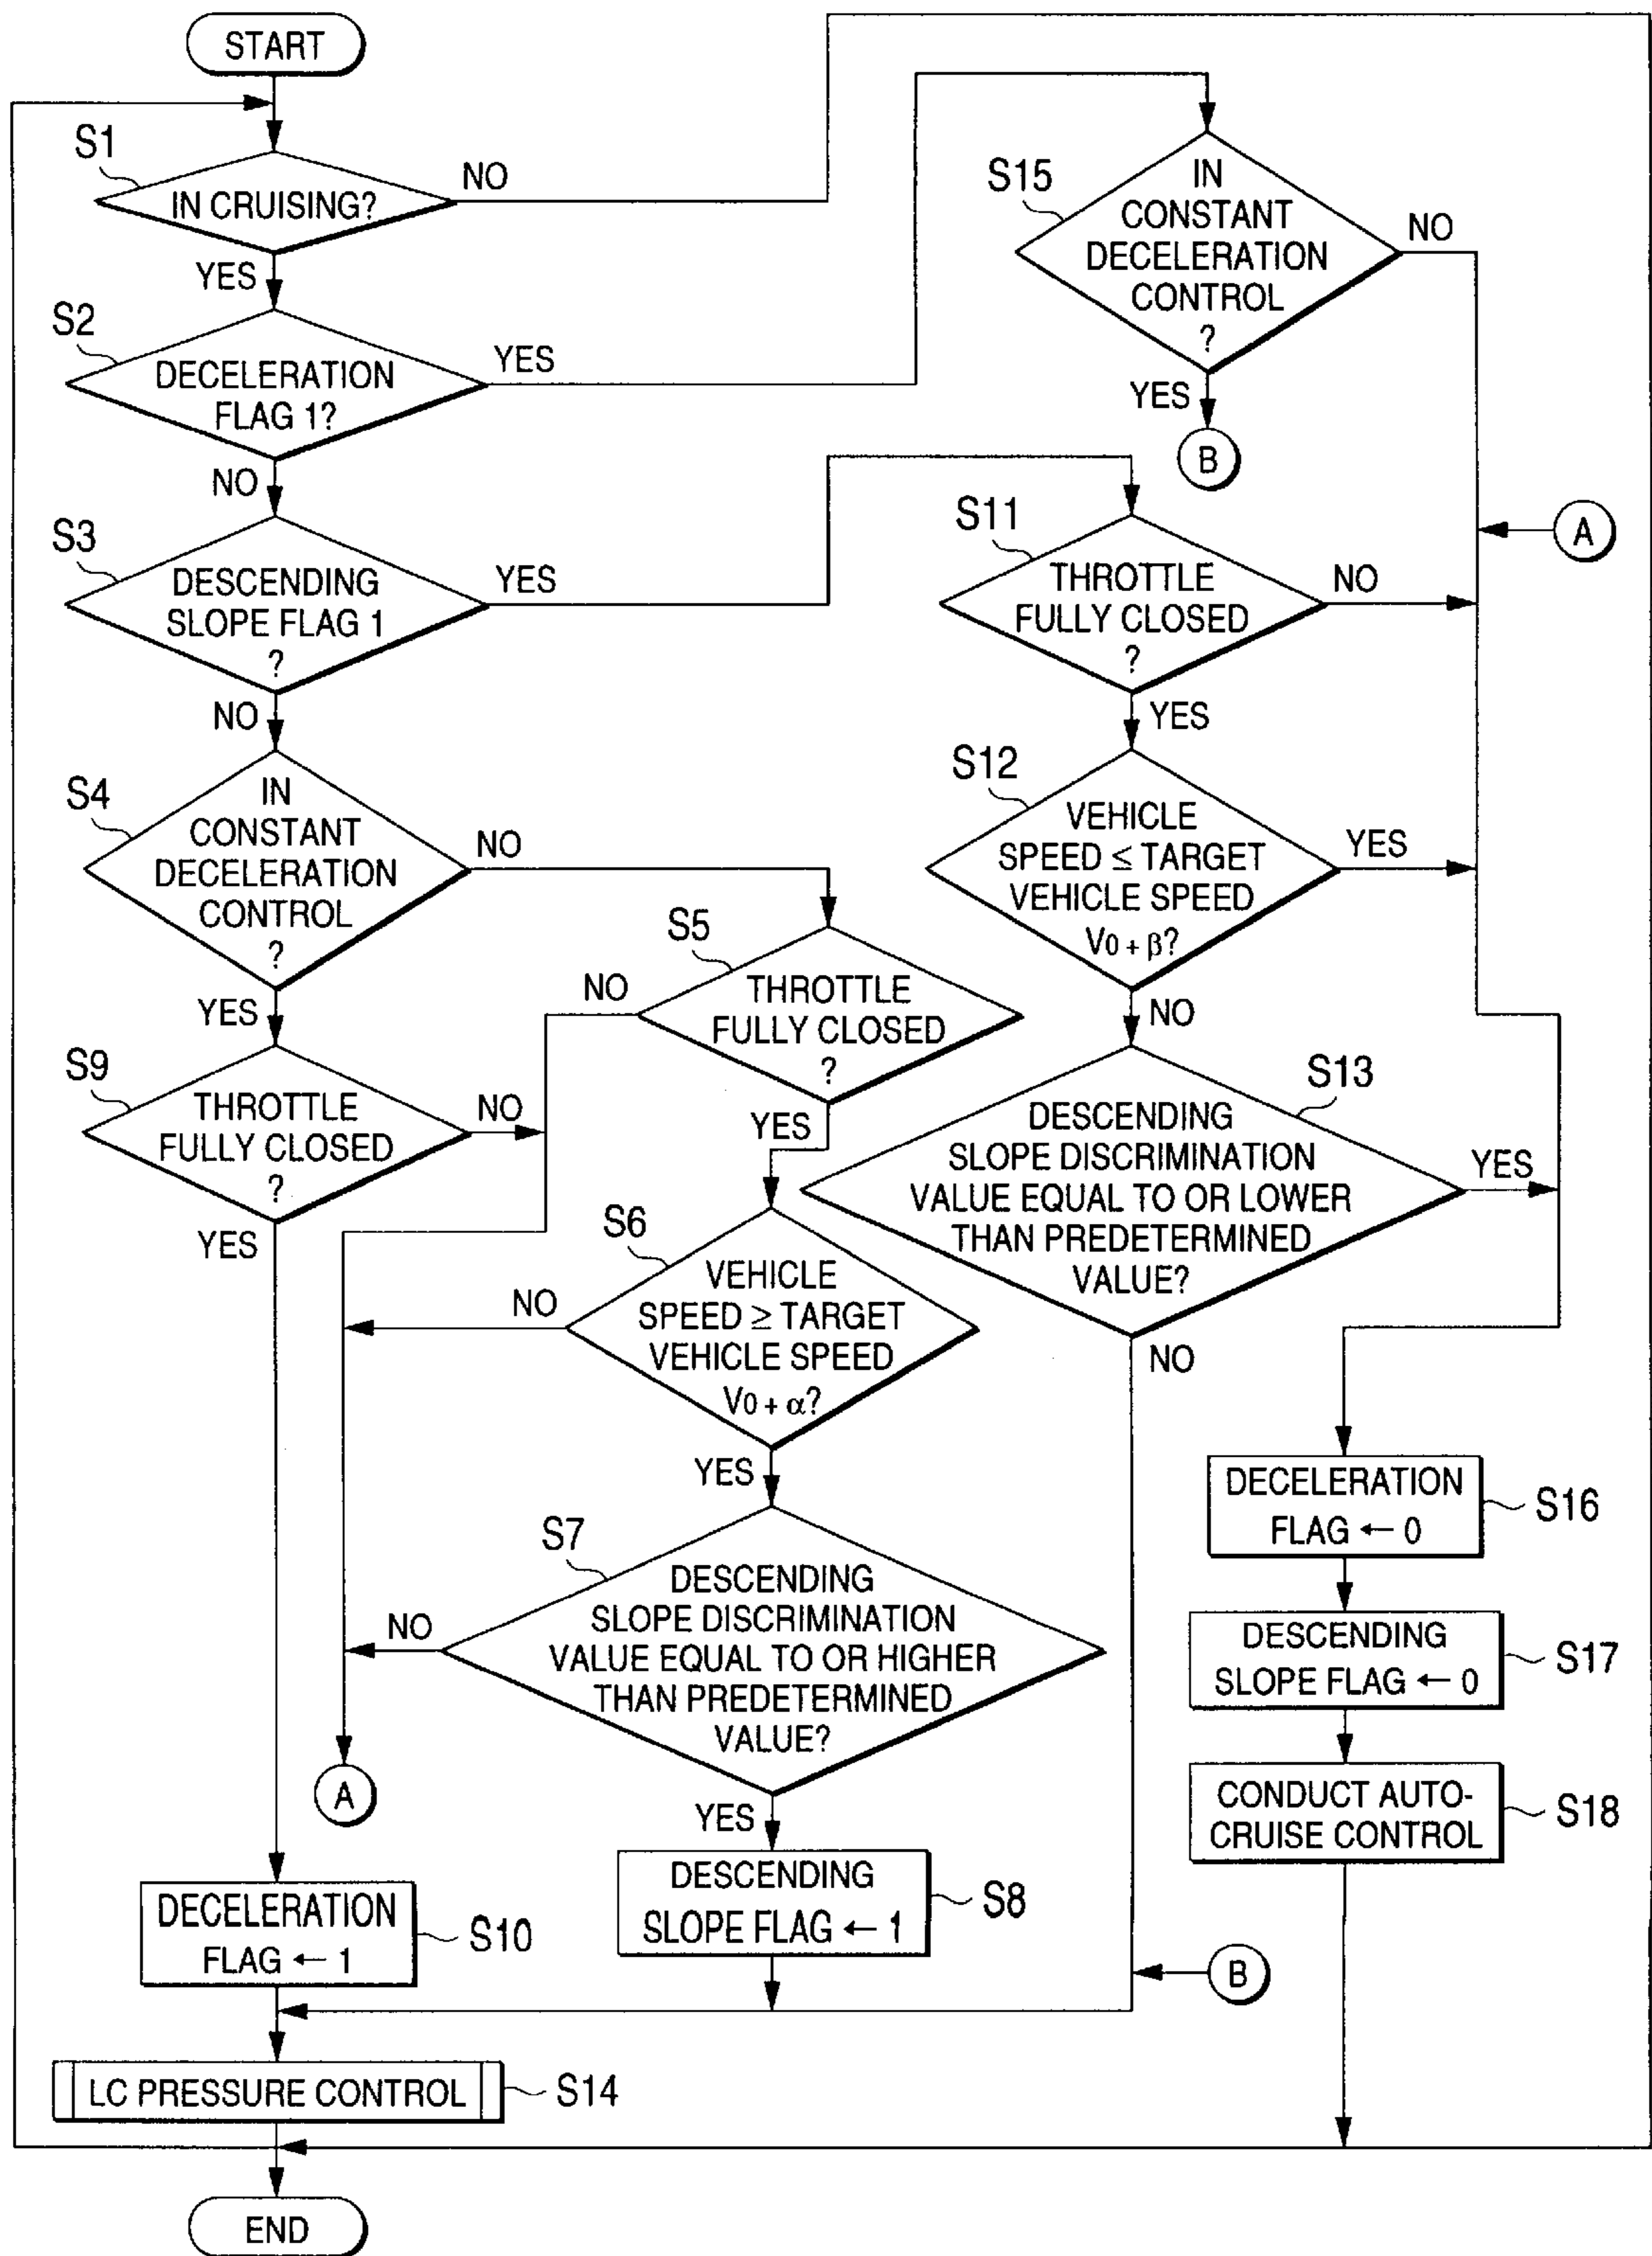 START
S1
IN CRUISING?
NO
YES
S2
DECELERATION
FLAG 1?
YES
NO
S3
DESCENDING
SLOPE FLAG 1
?
YES
NO
S4
IN
CONSTANT
DECELERATION
CONTROL
?
NO
YES
S9
THROTTLE
FULLY CLOSED
?
NO
YES
S5
THROTTLE
FULLY CLOSED
?
NO
YES
S6
VEHICLE
SPEED ≥ TARGET
VEHICLE SPEED
V0 + α?
NO
YES
S7
DESCENDING
SLOPE DISCRIMINATION
VALUE EQUAL TO OR HIGHER
THAN PREDETERMINED
VALUE?
NO
YES
A
DESCENDING
SLOPE FLAG ← 1
S8
DECELERATION
FLAG ← 1
S10
LC PRESSURE CONTROL
S14
END
S15
IN
CONSTANT
DECELERATION
CONTROL
?
NO
YES
B
A
S11
THROTTLE
FULLY CLOSED
?
NO
YES
S12
VEHICLE
SPEED ≤ TARGET
VEHICLE SPEED
V0 + β?
YES
NO
S13
DESCENDING
SLOPE DISCRIMINATION
VALUE EQUAL TO OR LOWER
THAN PREDETERMINED
VALUE?
YES
NO
DECELERATION
FLAG ← 0
S16
DESCENDING
SLOPE FLAG ← 0
S17
CONDUCT AUTO-
CRUISE CONTROL
S18
B